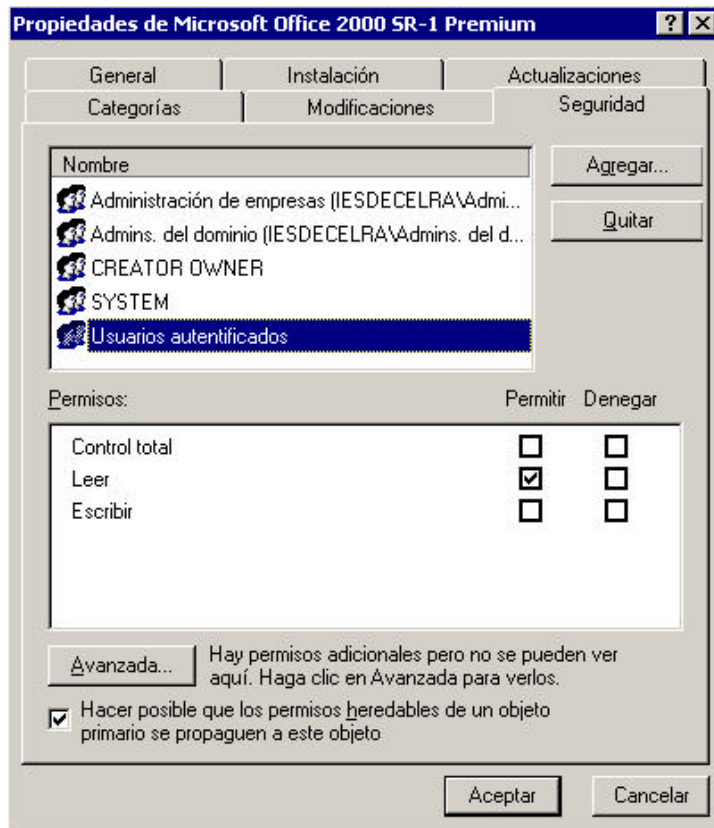 Propiedades de Microsoft Office 2000 SR-1 Premium
General Instalación Actualizaciones
Categorías Modificaciones Seguridad
Nombre
Administración de empresas (IESDECELRA\Admi...
Admins. del dominio (IESDECELRA\Admins. del d...
CREATOR OWNER
SYSTEM
Usuarios autentificados
Agregar...
Quitar
Permisos: Permitir Denegar
Control total
Leer
Escribir
Avanzada...
Hay permisos adicionales pero no se pueden ver
aquí. Haga clic en Avanzada para verlos.
Hacer posible que los permisos heredables de un objeto
primario se propaguen a este objeto
Aceptar Cancelar